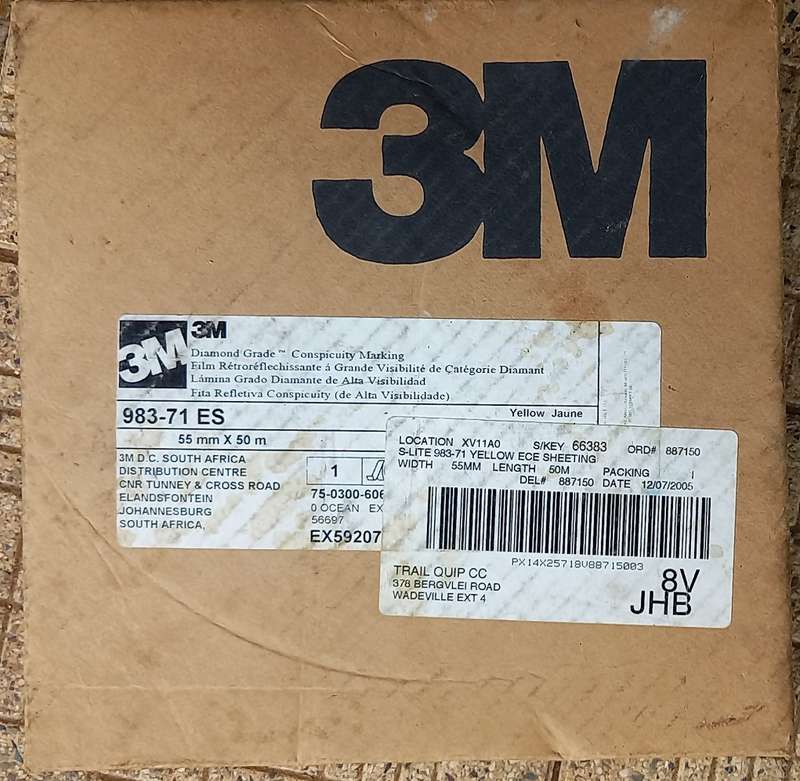 3M
3M
3M
Diamond Grade™ Conspicuity Marking
Film Rétroréflechissante á Grande Visibilité de Catégorie Diamant
Lámina Grado Diamante de Alta Visibilidad
Fita Refletiva Conspicuity (de Alta Visibilidade)
983-71 ES
Yellow Jaune
55 mm X 50 m
3M D.C. SOUTH AFRICA
DISTRIBUTION CENTRE
CNR TUNNEY & CROSS ROAD
ELANDSFONTEIN
JOHANNESBURG
SOUTH AFRICA,
1
75-0300-606
0 OCEAN EX
56697
EX59207
LOCATION XV11A0 S/KEY 66383 ORD# 887150
S-LITE 983-71 YELLOW ECE SHEETING
WIDTH 55MM LENGTH 50M PACKING 1
DEL# 887150 DATE 12/07/2005
PX14X25718V88715003
TRAIL QUIP CC
378 BERGVLEI ROAD
WADEVILLE EXT 4
8V
JHB